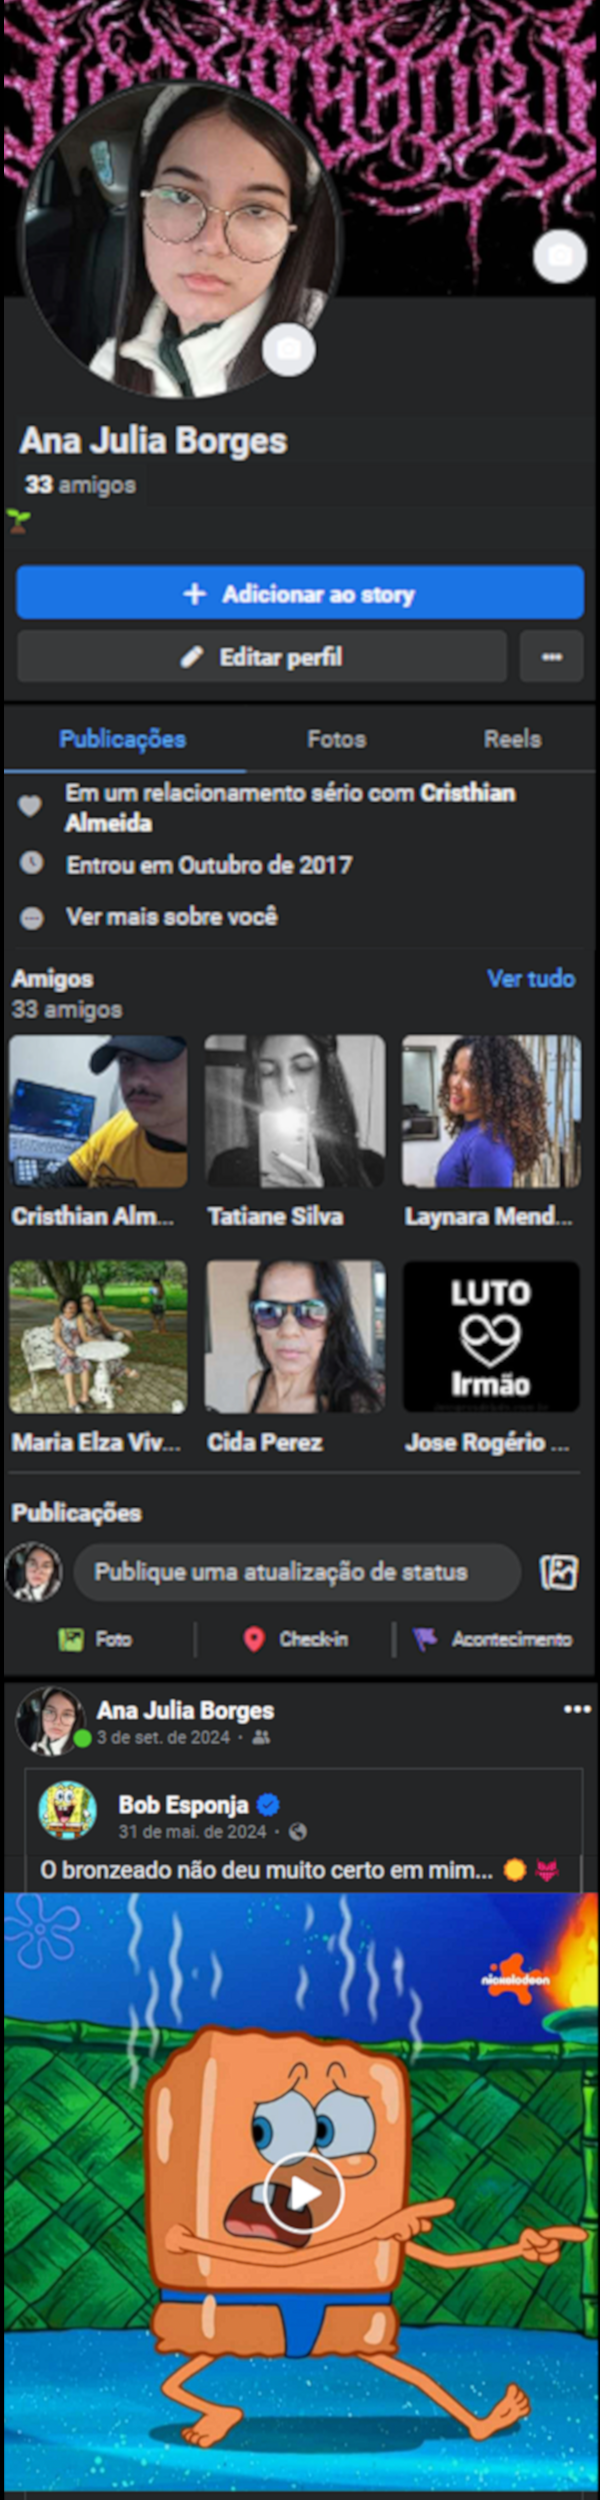 Ana Julia Borges
33 amigos
Adicionar ao story
Editar perfil
Publicações Fotos Reels
Em um relacionamento sério com Cristhian
Almeida
Entrou em Outubro de 2017
Ver mais sobre você
Amigos Ver tudo
33 amigos
Cristhian Alm... Tatiane Silva Laynara Mend...
LUTO
Irmão
Maria Elza Viv... Cida Perez Jose Rogério ...
Publicações
Publique uma atualização de status
Foto Check-in Acontecimento
Ana Julia Borges
3 de set. de 2024 ·
Bob Esponja
31 de mai. de 2024 ·
O bronzeado não deu muito certo em mim...
nickelodeon